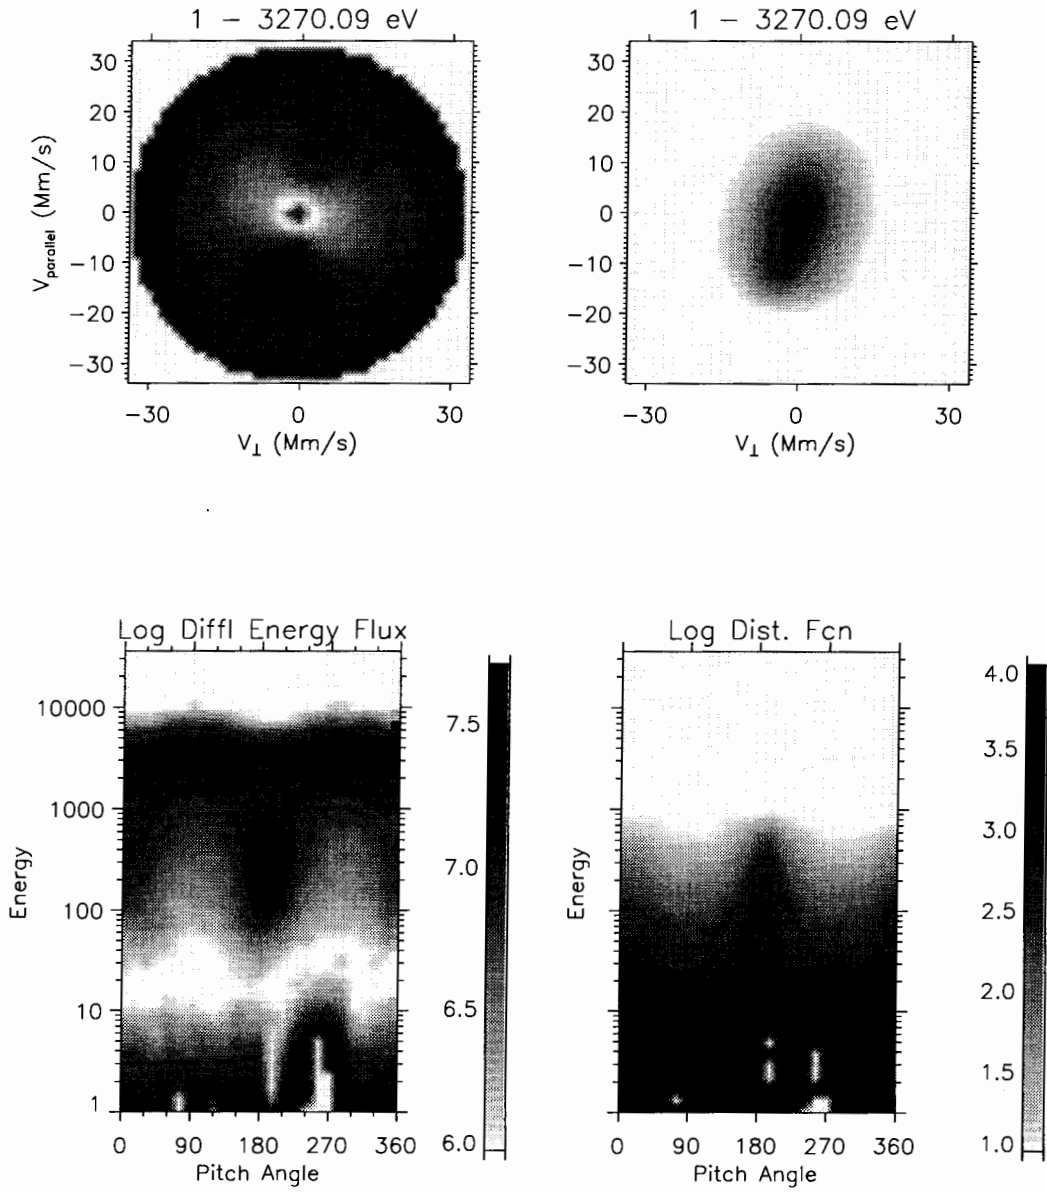 1 − 3270.09 eV
V_parallel (Mm/s)
30
20
10
0
−10
−20
−30
−30 0 30
V⊥ (Mm/s)
1 − 3270.09 eV
30
20
10
0
−10
−20
−30
−30 0 30
V⊥ (Mm/s)
Log Diffl Energy Flux
Energy
10000
1000
100
10
1
0 90 180 270 360
Pitch Angle
7.5
7.0
6.5
6.0
Log Dist. Fcn
Energy
0 90 180 270 360
Pitch Angle
4.0
3.5
3.0
2.5
2.0
1.5
1.0